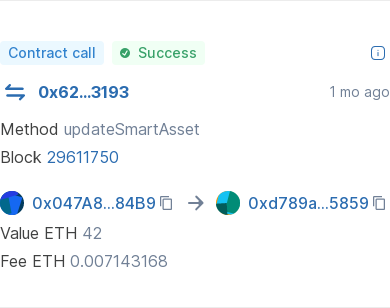 Contract call Success
0x62...3193 1 mo ago
Method updateSmartAsset
Block 29611750
0x047A8...84B9 0xd789a...5859
Value ETH 42
Fee ETH 0.007143168